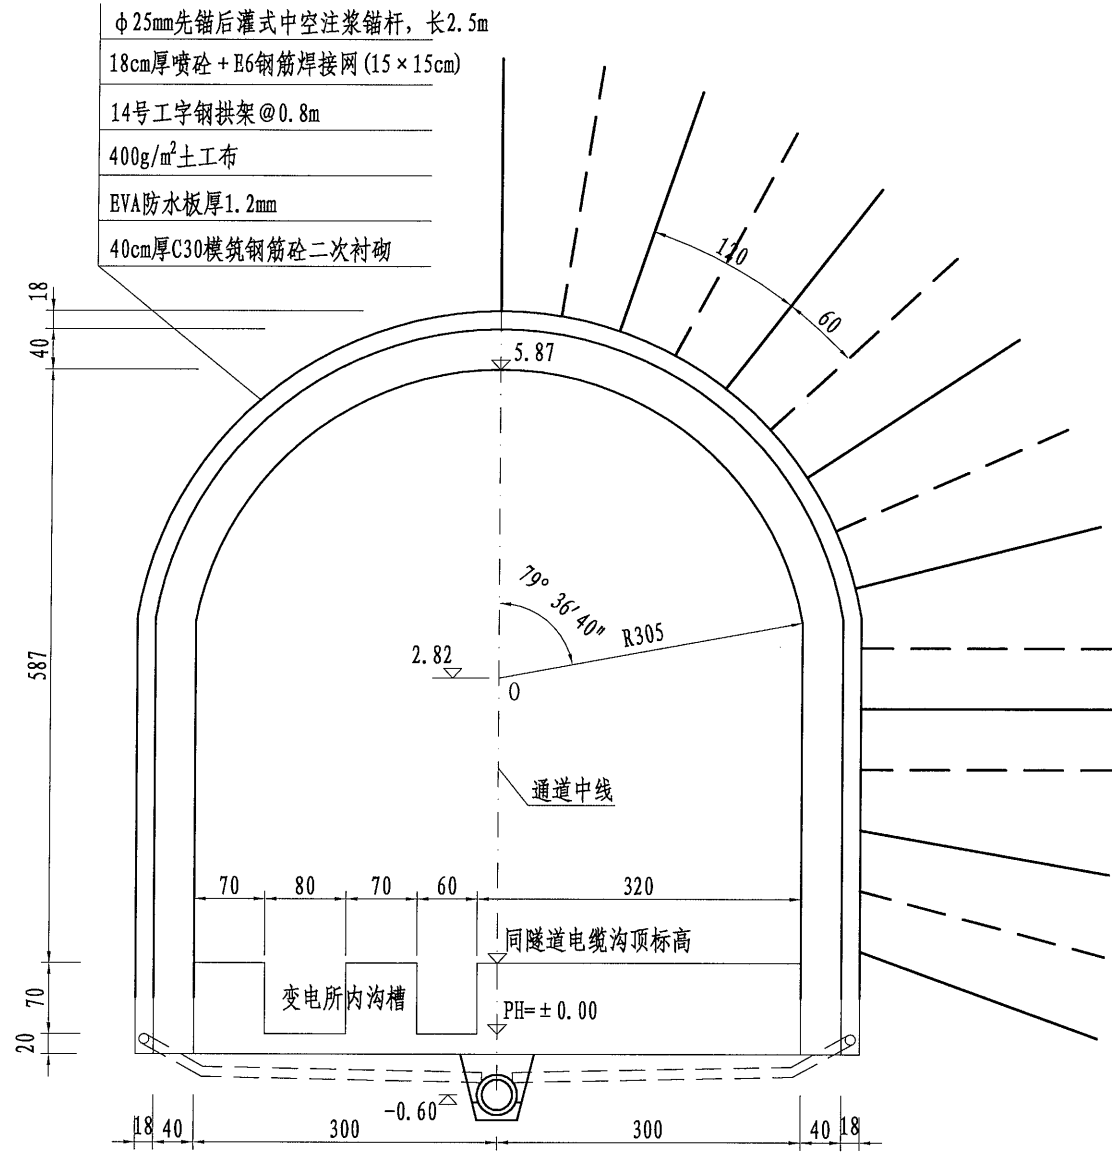 ф25mm先锚后灌式中空注浆锚杆，长2.5m
18cm厚喷砼＋E6钢筋焊接网(15×15cm)
14号工字钢拱架@0.8m
400g/m²土工布
EVA防水板厚1.2mm
40cm厚C30模筑钢筋砼二次衬砌
120
60
18
40
5.87
79° 36′40″
R305
2.82
O
587
通道中线
70 80 70 60 320
同隧道电缆沟顶标高
变电所内沟槽
PH=±0.00
70
20
-0.60
18 40 300 300 40 18